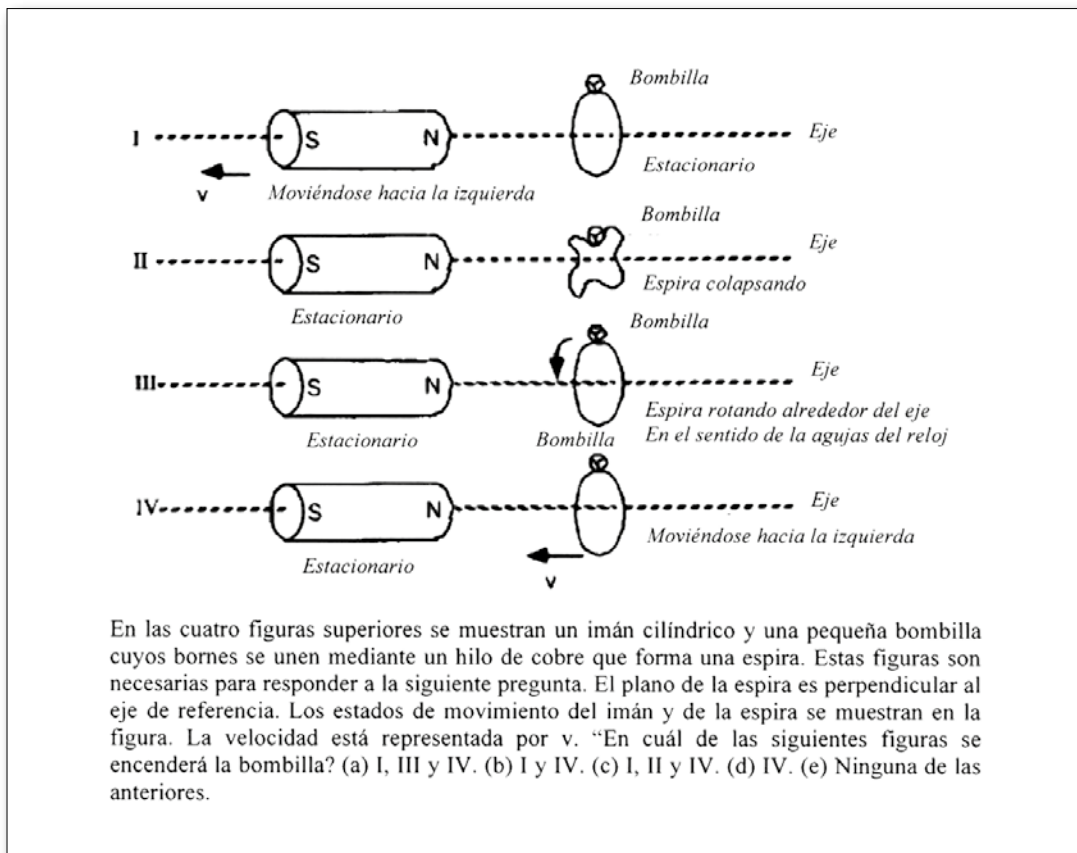 Bombilla
I
S
N
Eje
v
Moviéndose hacia la izquierda
Estacionario
Bombilla
II
S
N
Eje
Espira colapsando
Estacionario
Bombilla
III
S
N
Eje
Espira rotando alrededor del eje
Estacionario
Bombilla
En el sentido de la agujas del reloj
IV
S
N
Eje
Moviéndose hacia la izquierda
Estacionario
v
En las cuatro figuras superiores se muestran un imán cilíndrico y una pequeña bombilla
cuyos bornes se unen mediante un hilo de cobre que forma una espira. Estas figuras son
necesarias para responder a la siguiente pregunta. El plano de la espira es perpendicular al
eje de referencia. Los estados de movimiento del imán y de la espira se muestran en la
figura. La velocidad está representada por v. “En cuál de las siguientes figuras se
encenderá la bombilla? (a) I, III y IV. (b) I y IV. (c) I, II y IV. (d) IV. (e) Ninguna de las
anteriores.